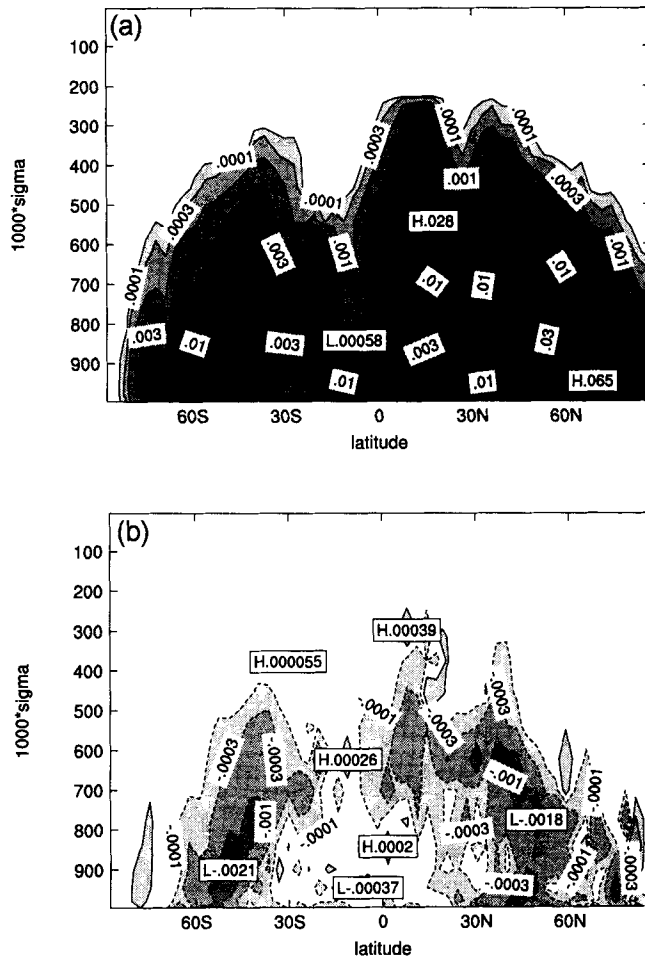 (a)
100
200
300
400
500
600
700
800
900
1000*sigma
.0001
.0003
.0001
.0001
.0003
.0001
.0001
.0003
.001
H.028
.003
.001
.01
.01
.01
.001
.003
.01
.003
L.00058
.003
.03
.01
.01
H.065
60S
30S
0
30N
60N
latitude
(b)
100
200
300
400
500
600
700
800
900
1000*sigma
H.00039
H.000055
-.0003
-.0001
-.0003
-.0003
-.0003
H.00026
-.001
-.0001
L-.0018
-.001
-.0001
-.0003
H.0002
-.0001
-.0001
-.0003
L-.0021
L-.00037
-.0003
60S
30S
0
30N
60N
latitude